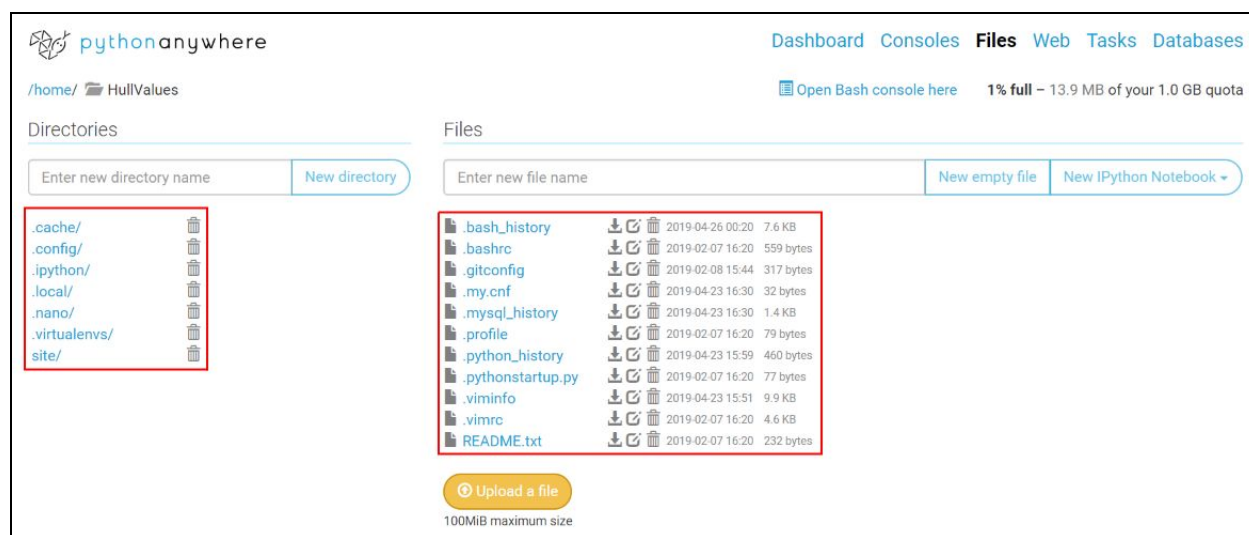 pythonanywhere
Dashboard Consoles Files Web Tasks Databases
/home/ HullValues
Open Bash console here 1% full – 13.9 MB of your 1.0 GB quota
Directories
Enter new directory name New directory
.cache/
.config/
.ipython/
.local/
.nano/
.virtualenvs/
site/
Files
Enter new file name New empty file New IPython Notebook
.bash_history 2019-04-26 00:20 7.6 KB
.bashrc 2019-02-07 16:20 559 bytes
.gitconfig 2019-02-08 15:44 317 bytes
.my.cnf 2019-04-23 16:30 32 bytes
.mysql_history 2019-04-23 16:30 1.4 KB
.profile 2019-02-07 16:20 79 bytes
.python_history 2019-04-23 15:59 460 bytes
.pythonstartup.py 2019-02-07 16:20 77 bytes
.viminfo 2019-04-23 15:51 9.9 KB
.vimrc 2019-02-07 16:20 4.6 KB
README.txt 2019-02-07 16:20 232 bytes
Upload a file
100MiB maximum size